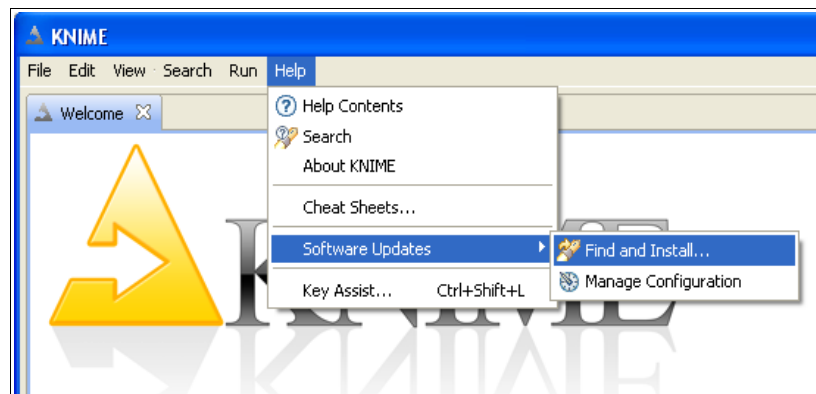 KNIME
File Edit View Search Run Help
Welcome
Help Contents
Search
About KNIME
Cheat Sheets...
Software Updates
Find and Install...
Manage Configuration
Key Assist... Ctrl+Shift+L
KNIME